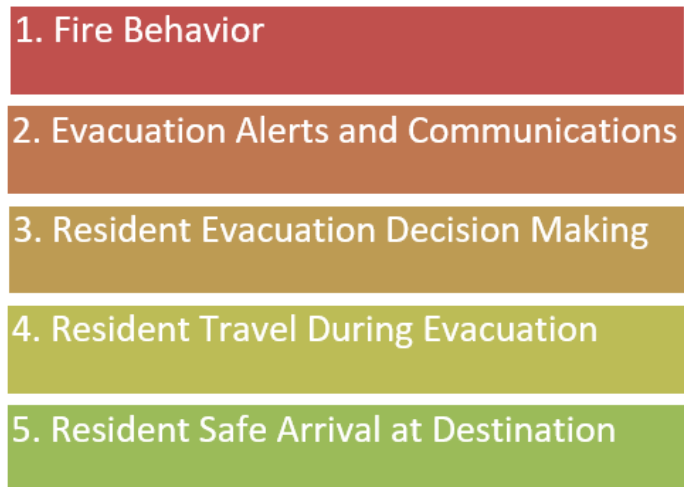 1. Fire Behavior
2. Evacuation Alerts and Communications
3. Resident Evacuation Decision Making
4. Resident Travel During Evacuation
5. Resident Safe Arrival at Destination